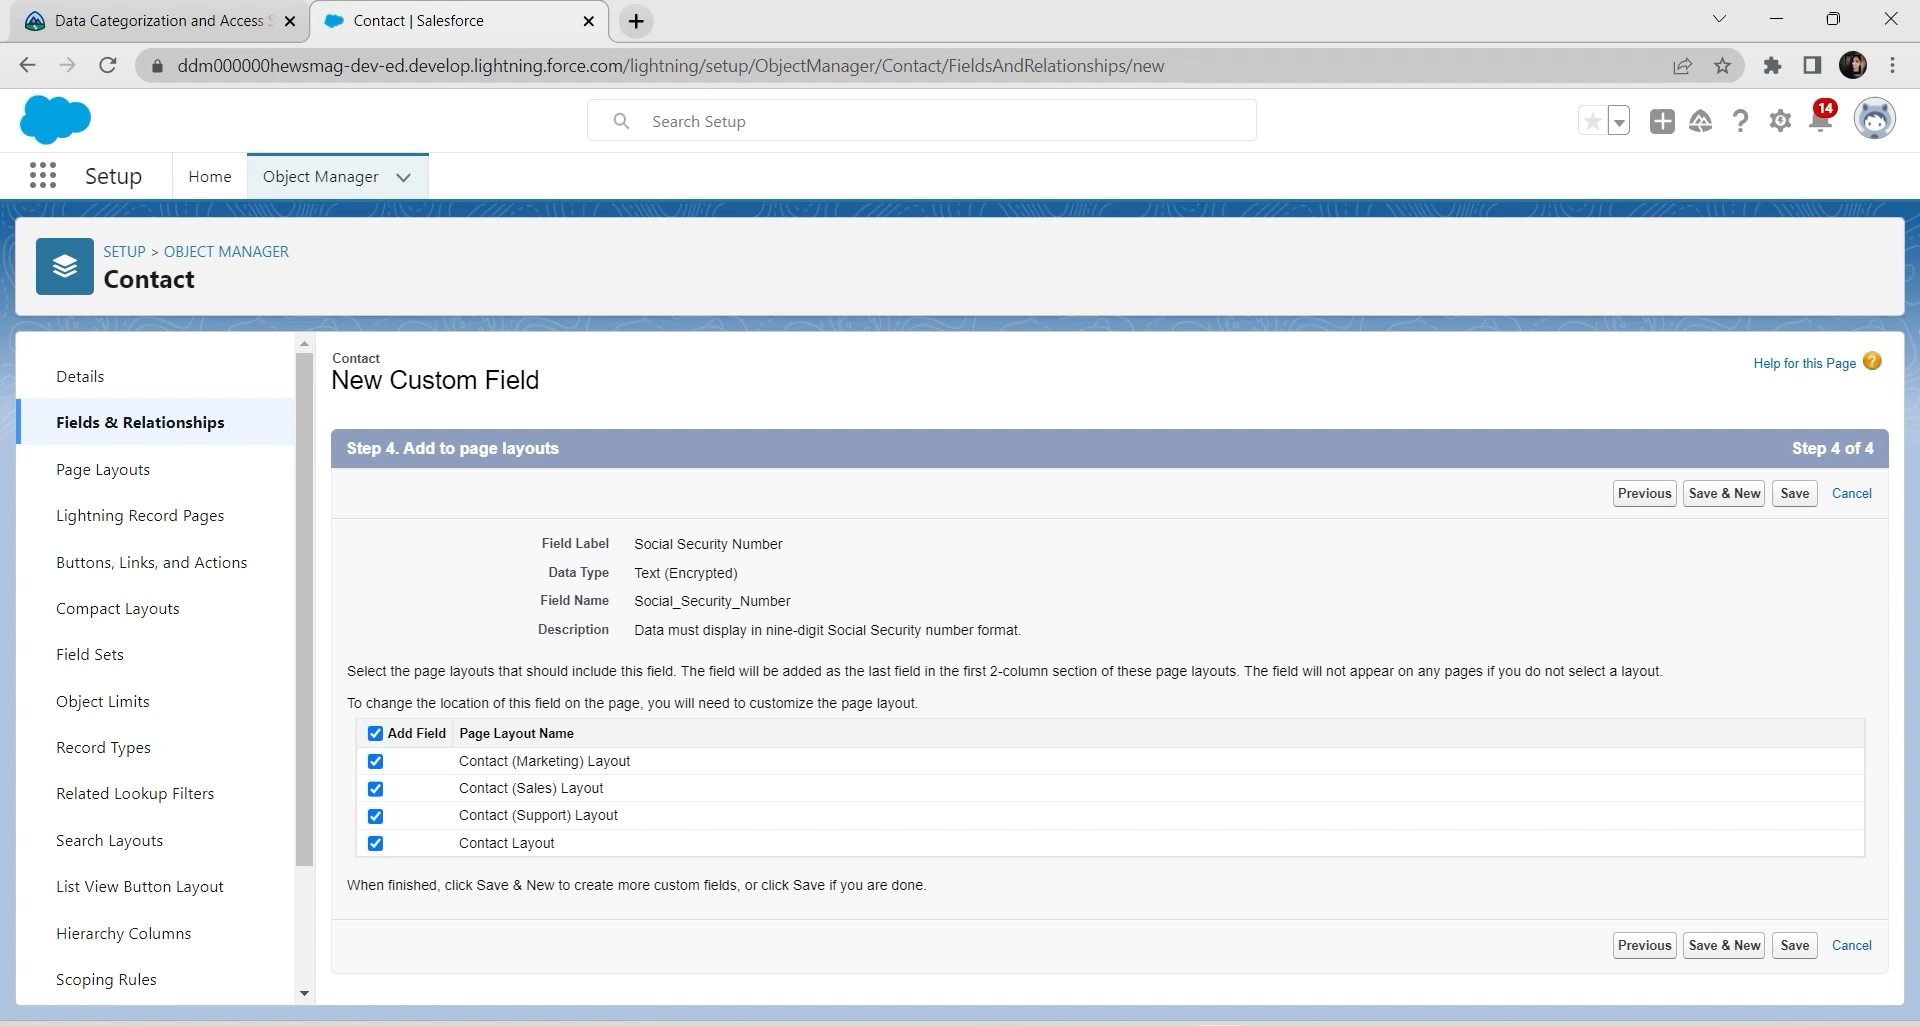 Data Categorization and Access S
Contact | Salesforce
ddm000000hewsmag-dev-ed.develop.lightning.force.com/lightning/setup/ObjectManager/Contact/FieldsAndRelationships/new
Search Setup
14
Setup
Home
Object Manager
SETUP > OBJECT MANAGER
Contact
Details
Fields & Relationships
Page Layouts
Lightning Record Pages
Buttons, Links, and Actions
Compact Layouts
Field Sets
Object Limits
Record Types
Related Lookup Filters
Search Layouts
List View Button Layout
Hierarchy Columns
Scoping Rules
Contact
New Custom Field
Help for this Page ?
Step 4. Add to page layouts
Step 4 of 4
Previous Save & New Save Cancel
Field Label Social Security Number
Data Type Text (Encrypted)
Field Name Social_Security_Number
Description Data must display in nine-digit Social Security number format.
Select the page layouts that should include this field. The field will be added as the last field in the first 2-column section of these page layouts. The field will not appear on any pages if you do not select a layout.
To change the location of this field on the page, you will need to customize the page layout.
Add Field Page Layout Name
Contact (Marketing) Layout
Contact (Sales) Layout
Contact (Support) Layout
Contact Layout
When finished, click Save & New to create more custom fields, or click Save if you are done.
Previous Save & New Save Cancel